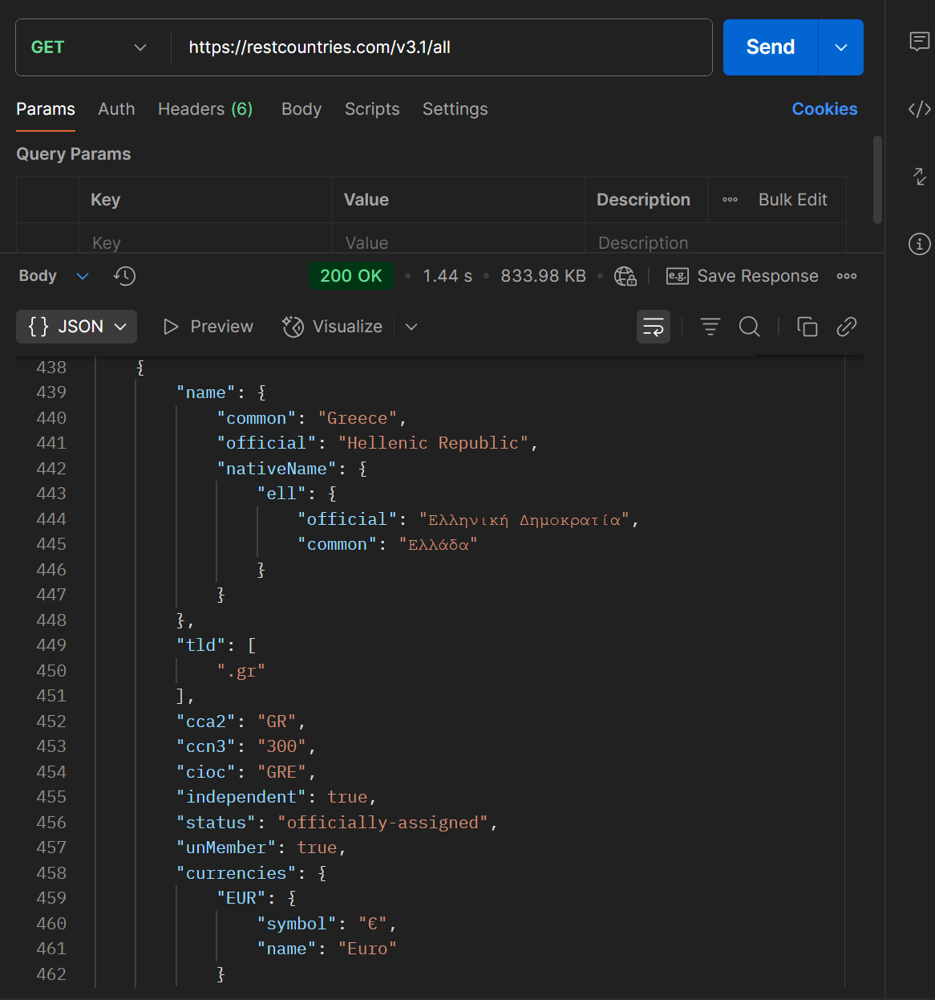 GET https://restcountries.com/v3.1/all Send
Params Auth Headers (6) Body Scripts Settings Cookies
Query Params
Key Value Description Bulk Edit
Key Value Description
Body 200 OK 1.44 s 833.98 KB e.g. Save Response
{} JSON Preview Visualize
438 {
439 "name": {
440 "common": "Greece",
441 "official": "Hellenic Republic",
442 "nativeName": {
443 "ell": {
444 "official": "Ελληνική Δημοκρατία",
445 "common": "Ελλάδα"
446 }
447 }
448 },
449 "tld": [
450 ".gr"
451 ],
452 "cca2": "GR",
453 "ccn3": "300",
454 "cioc": "GRE",
455 "independent": true,
456 "status": "officially-assigned",
457 "unMember": true,
458 "currencies": {
459 "EUR": {
460 "symbol": "€",
461 "name": "Euro"
462 }